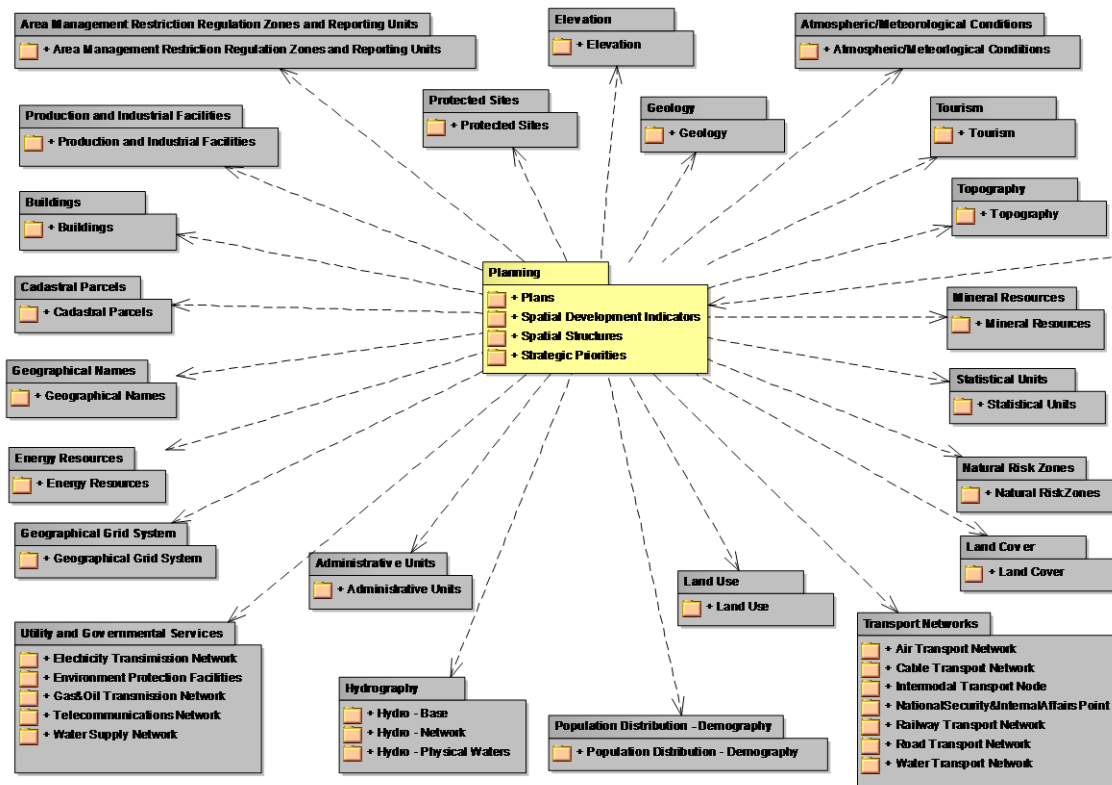 Area Management Restriction Regulation Zones and Reporting Units
+ Area Management Restriction Regulation Zones and Reporting Units
Elevation
+ Elevation
Atmospheric/Meteorological Conditions
+ Atmospheric/Meteorlogical Conditions
Protected Sites
+ Protected Sites
Geology
+ Geology
Production and Industrial Facilities
+ Production and Industrial Facilities
Tourism
+ Tourism
Buildings
+ Buildings
Topography
+ Topography
Planning
+ Plans
+ Spatial Development Indicators
+ Spatial Structures
+ Strategic Priorities
Cadastral Parcels
+ Cadastral Parcels
Mineral Resources
+ Mineral Resources
Geographical Names
+ Geographical Names
Statistical Units
+ Statistical Units
Energy Resources
+ Energy Resources
Natural Risk Zones
+ Natural RiskZones
Geographical Grid System
+ Geographical Grid System
Administrative Units
+ Administrative Units
Land Use
+ Land Use
Land Cover
+ Land Cover
Utility and Governmental Services
+ Electricity Transimission Network
+ Environment Protection Facilities
+ Gas&Oil Transmission Network
+ Telecommunications Network
+ Water Supply Network
Hydrography
+ Hydro - Base
+ Hydro - Network
+ Hydro - Physical Waters
Population Distribution - Demography
+ Population Distribution - Demography
Transport Networks
+ Air Transport Network
+ Cable Transport Network
+ Intermodal Transport Node
+ NationalSecurity&InternalAffairs Point
+ Railway Transport Network
+ Road Transport Network
+ Water Transport Network